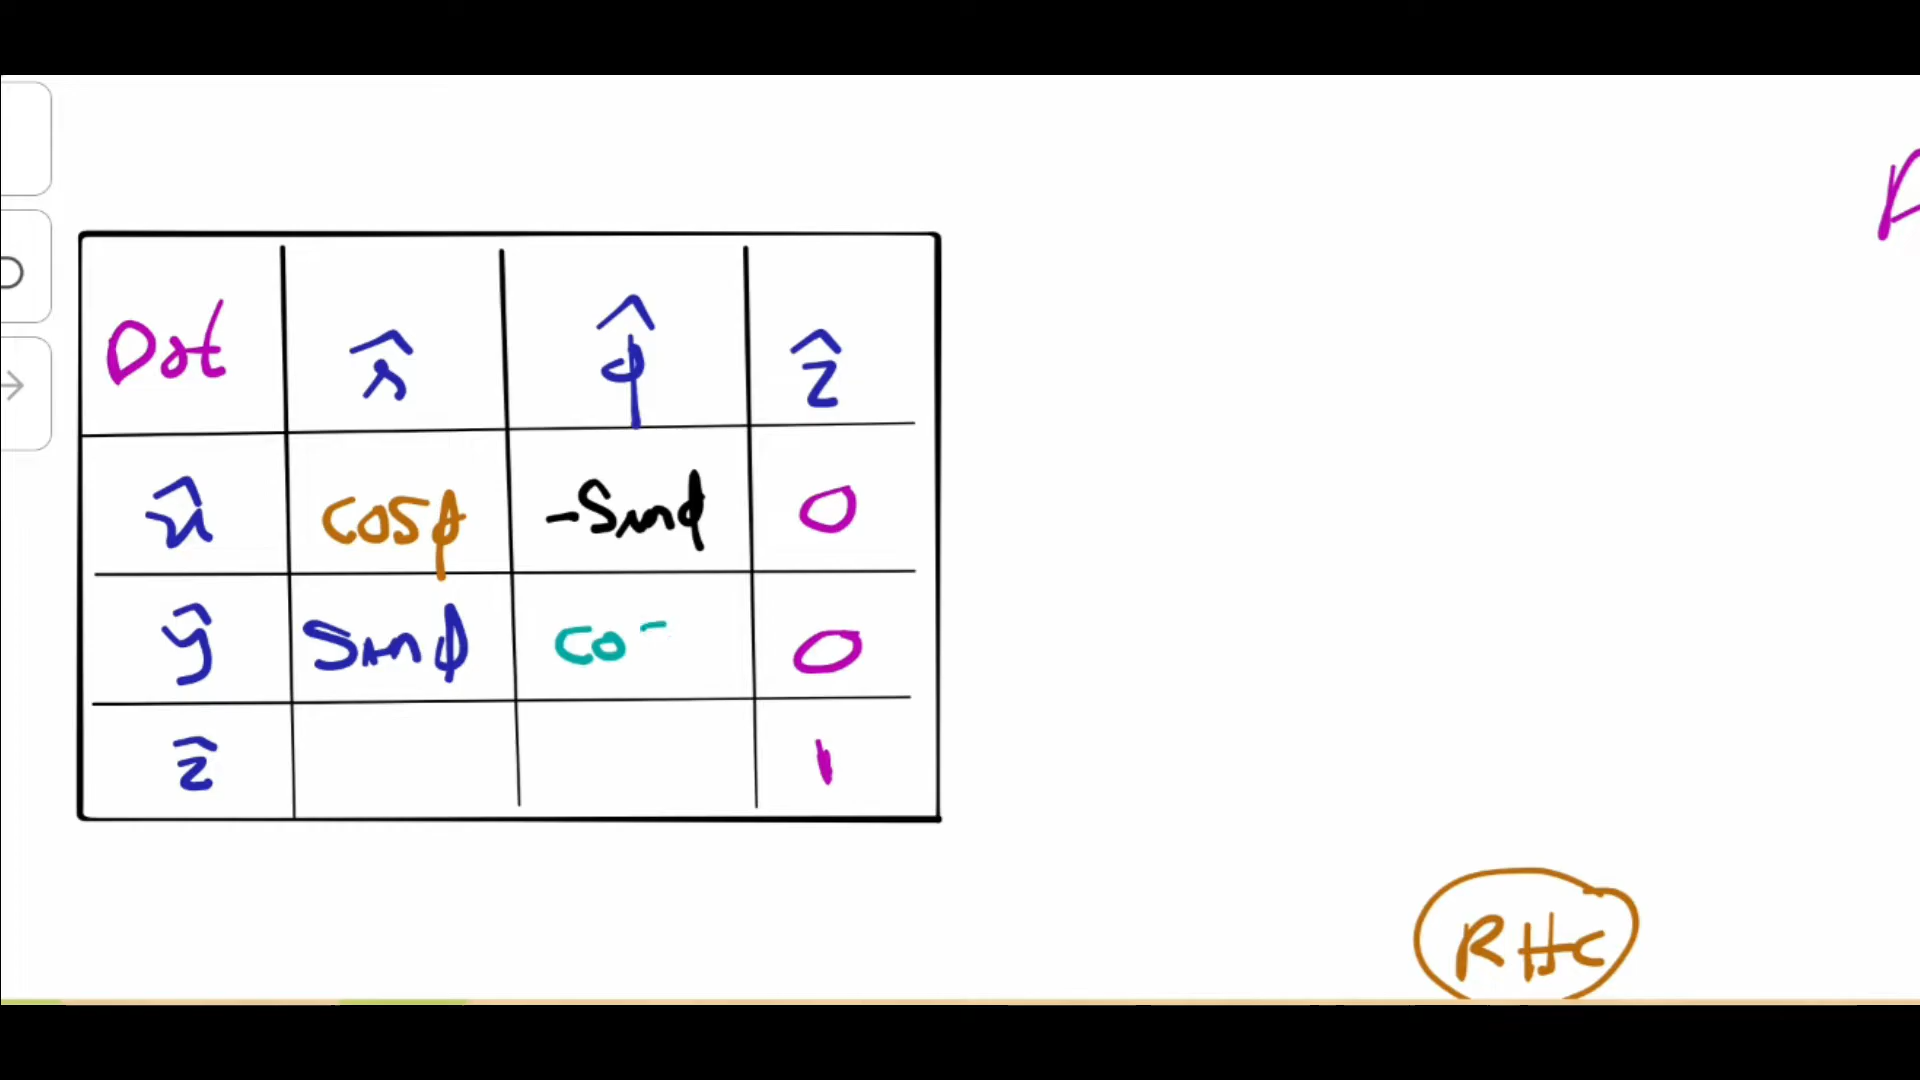 Dot r̂ ϕ̂ ẑ
x̂ cosϕ -Sinϕ 0
ŷ Sinϕ co 0
ẑ 1
RHC